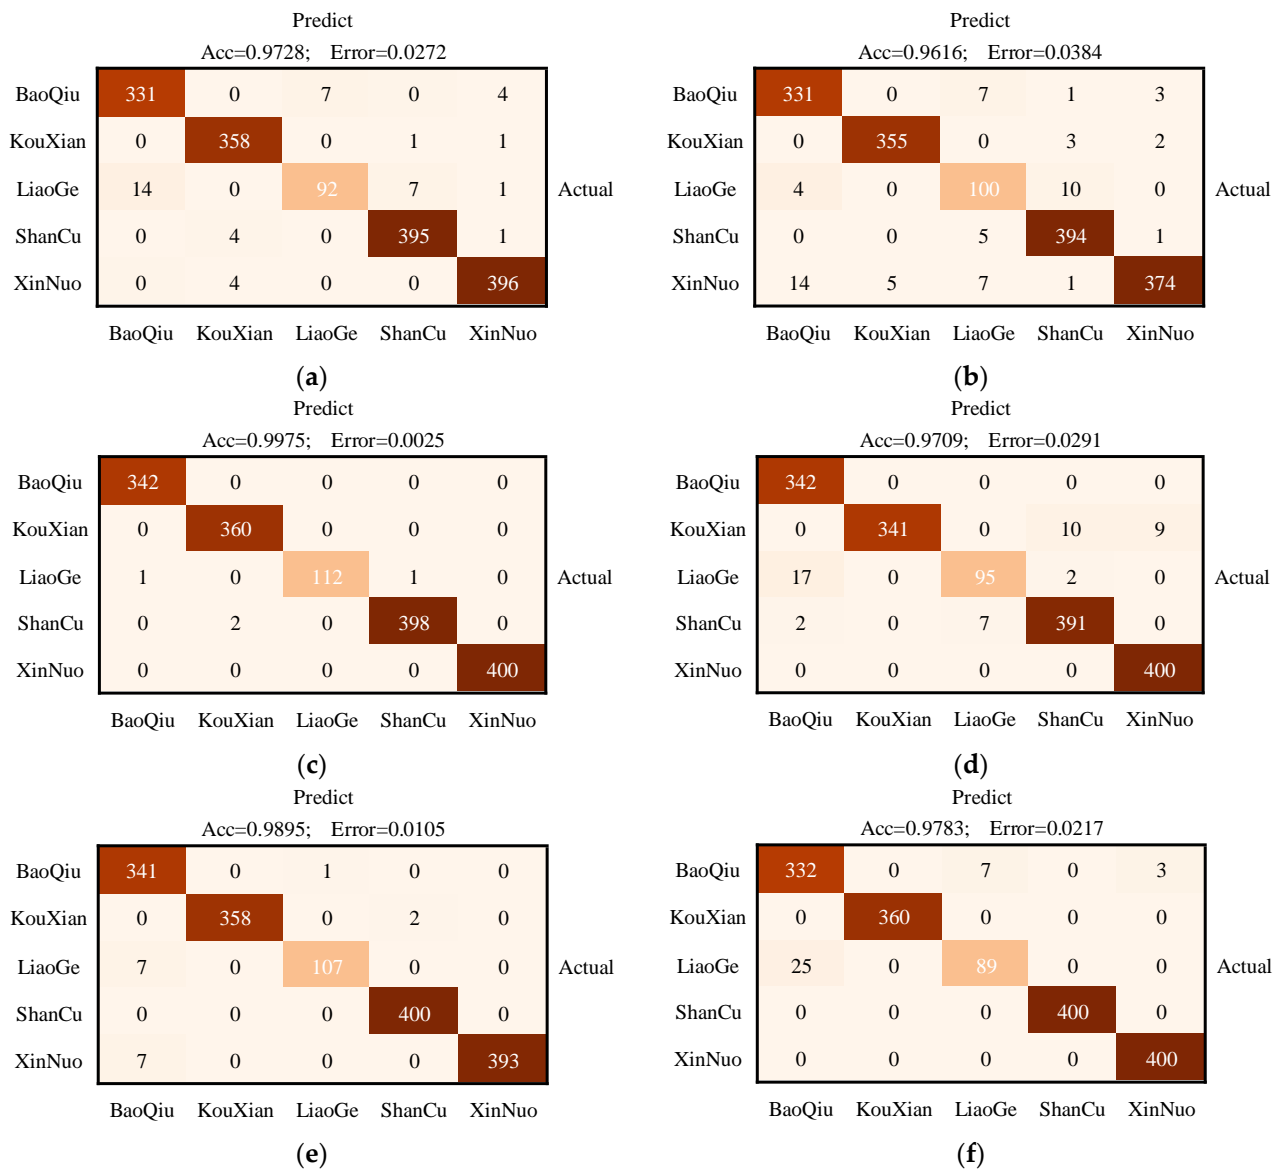 Predict
Acc=0.9728; Error=0.0272
BaoQiu 331 0 7 0 4
KouXian 0 358 0 1 1
LiaoGe 14 0 92 7 1 Actual
ShanCu 0 4 0 395 1
XinNuo 0 4 0 0 396
BaoQiu KouXian LiaoGe ShanCu XinNuo
(a)
Predict
Acc=0.9616; Error=0.0384
BaoQiu 331 0 7 1 3
KouXian 0 355 0 3 2
LiaoGe 4 0 100 10 0 Actual
ShanCu 0 0 5 394 1
XinNuo 14 5 7 1 374
BaoQiu KouXian LiaoGe ShanCu XinNuo
(b)
Predict
Acc=0.9975; Error=0.0025
BaoQiu 342 0 0 0 0
KouXian 0 360 0 0 0
LiaoGe 1 0 112 1 0 Actual
ShanCu 0 2 0 398 0
XinNuo 0 0 0 0 400
BaoQiu KouXian LiaoGe ShanCu XinNuo
(c)
Predict
Acc=0.9709; Error=0.0291
BaoQiu 342 0 0 0 0
KouXian 0 341 0 10 9
LiaoGe 17 0 95 2 0 Actual
ShanCu 2 0 7 391 0
XinNuo 0 0 0 0 400
BaoQiu KouXian LiaoGe ShanCu XinNuo
(d)
Predict
Acc=0.9895; Error=0.0105
BaoQiu 341 0 1 0 0
KouXian 0 358 0 2 0
LiaoGe 7 0 107 0 0 Actual
ShanCu 0 0 0 400 0
XinNuo 7 0 0 0 393
BaoQiu KouXian LiaoGe ShanCu XinNuo
(e)
Predict
Acc=0.9783; Error=0.0217
BaoQiu 332 0 7 0 3
KouXian 0 360 0 0 0
LiaoGe 25 0 89 0 0 Actual
ShanCu 0 0 0 400 0
XinNuo 0 0 0 0 400
BaoQiu KouXian LiaoGe ShanCu XinNuo
(f)